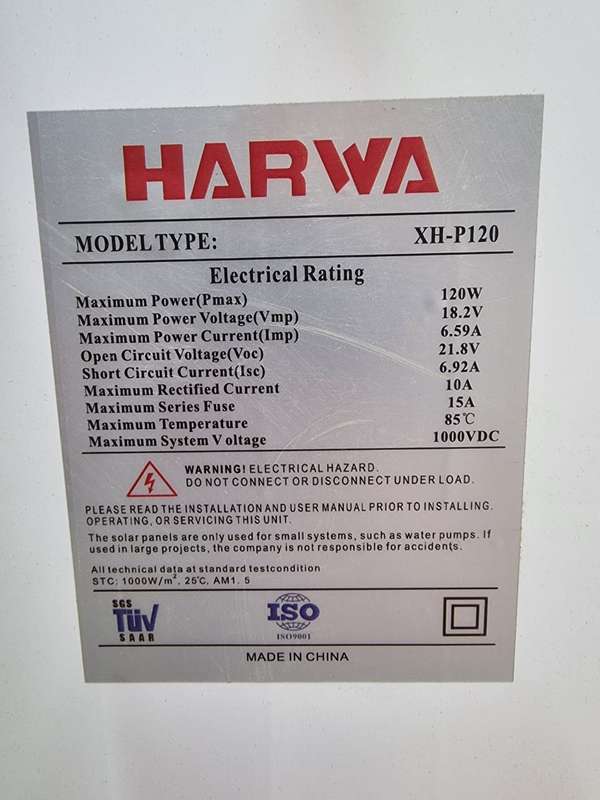 HARWA
MODEL TYPE: XH-P120
Electrical Rating
Maximum Power(Pmax) 120W
Maximum Power Voltage(Vmp) 18.2V
Maximum Power Current(Imp) 6.59A
Open Circuit Voltage(Voc) 21.8V
Short Circuit Current(Isc) 6.92A
Maximum Rectified Current 10A
Maximum Series Fuse 15A
Maximum Temperature 85℃
Maximum System Voltage 1000VDC
WARNING! ELECTRICAL HAZARD.
DO NOT CONNECT OR DISCONNECT UNDER LOAD.
PLEASE READ THE INSTALLATION AND USER MANUAL PRIOR TO INSTALLING.
OPERATING, OR SERVICING THIS UNIT.
The solar panels are only used for small systems, such as water pumps. If
used in large projects, the company is not responsible for accidents.
All technical data at standard testcondition
STC: 1000W/m², 25℃, AM1. 5
SGS
TÜV
SAAR
ISO
ISO9001
MADE IN CHINA